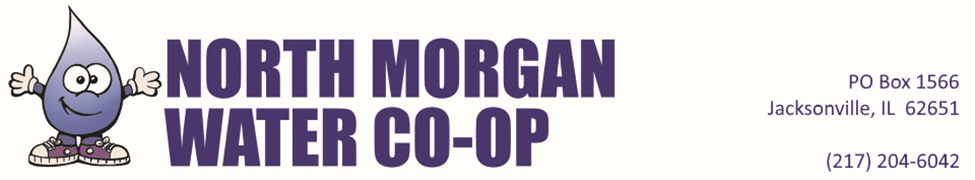 NORTH MORGAN
WATER CO-OP
PO Box 1566
Jacksonville, IL  62651
(217) 204-6042